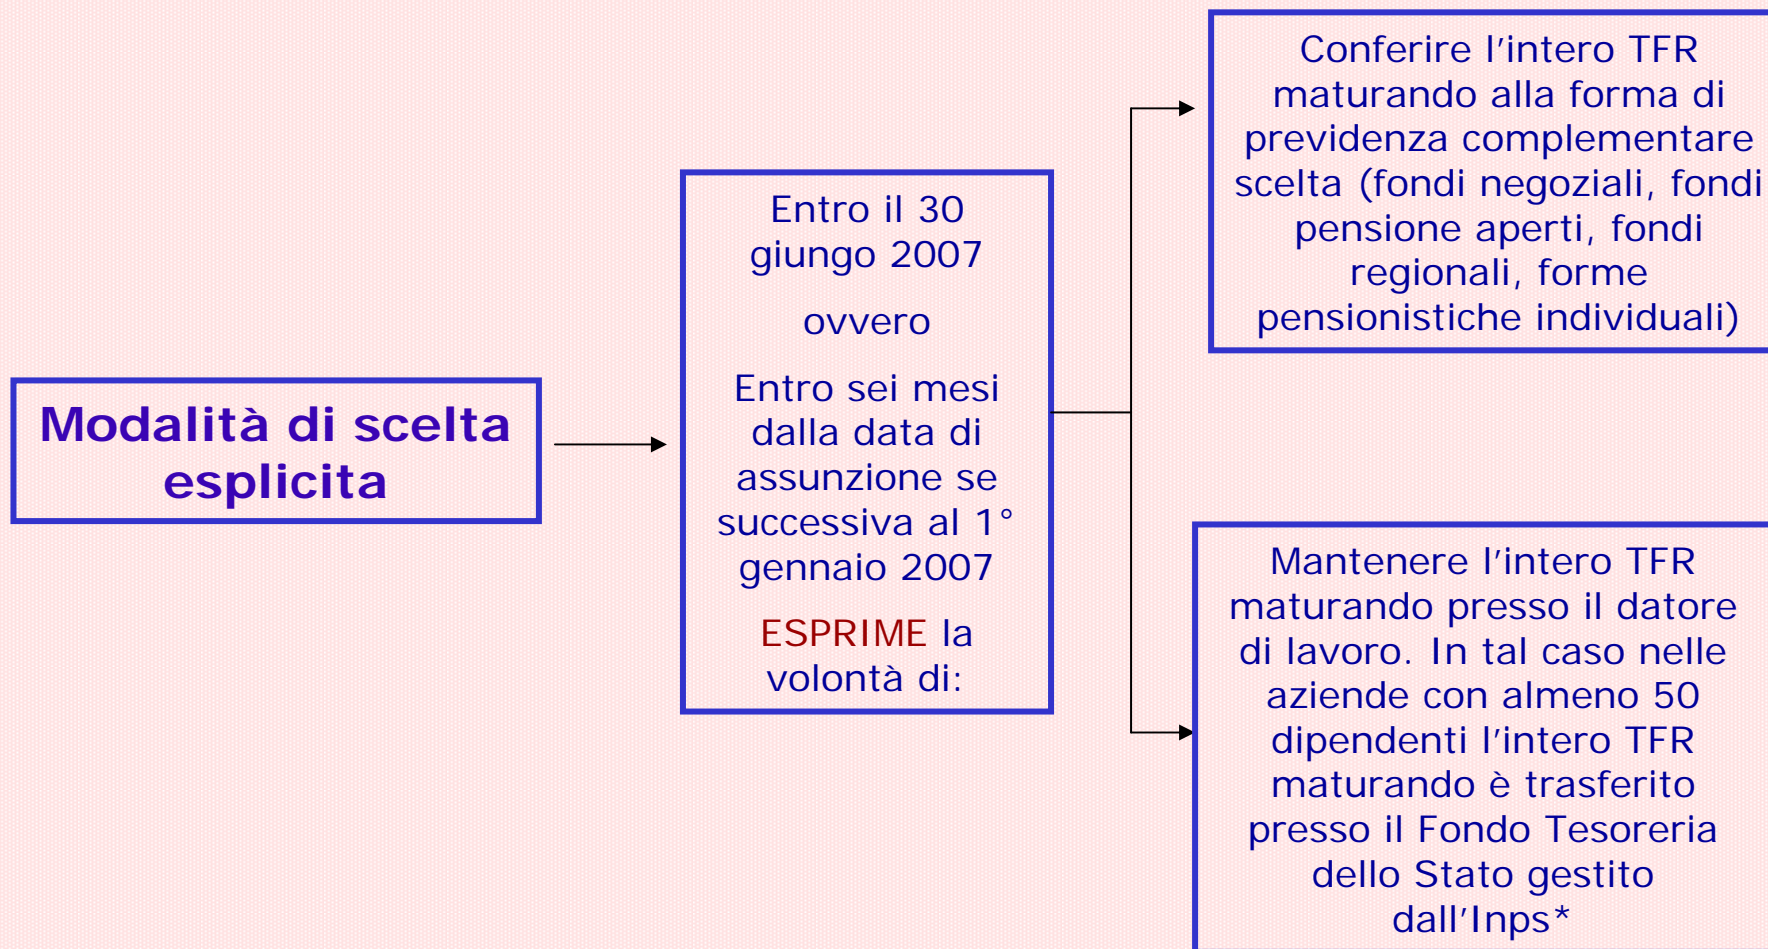 Modalità di scelta
esplicita
Entro il 30
giungo 2007
ovvero
Entro sei mesi
dalla data di
assunzione se
successiva al 1°
gennaio 2007
ESPRIME la
volontà di:
Conferire l'intero TFR
maturando alla forma di
previdenza complementare
scelta (fondi negoziali, fondi
pensione aperti, fondi
regionali, forme
pensionistiche individuali)
Mantenere l'intero TFR
maturando presso il datore
di lavoro. In tal caso nelle
aziende con almeno 50
dipendenti l'intero TFR
maturando è trasferito
presso il Fondo Tesoreria
dello Stato gestito
dall'Inps*